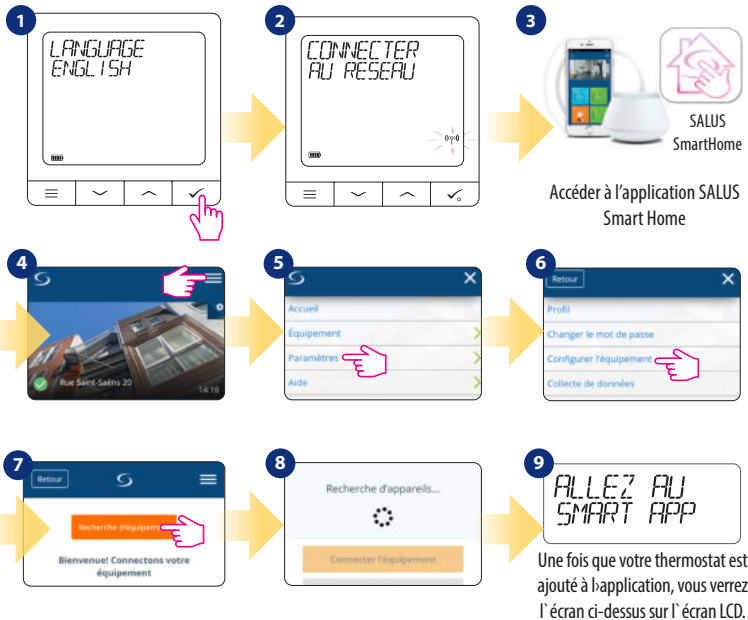 1
LANGUAGE
ENGLISH
2
CONNECTER
AU RESEAU
3
SALUS
SmartHome
Accéder à l'application SALUS
Smart Home
4
Rue Saint-Saëns 20
14:19
5
Accueil
Équipement
Paramètres
Aide
6
Retour
Profil
Changer le mot de passe
Configurer l'équipement
Collecte de données
7
Retour
Recherche d'équipem
Bienvenue! Connectons votre
équipement
8
Recherche d'appareils...
Connecter l'équipement
9
ALLEZ AU
SMART APP
Une fois que votre thermostat est
ajouté à l›application, vous verrez
l`écran ci-dessus sur l`écran LCD.